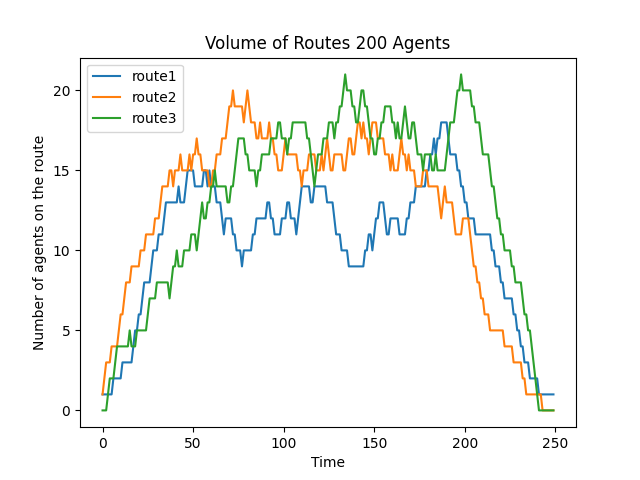 Volume of Routes 200 Agents
route1
route2
route3
Number of agents on the route
20
15
10
5
0
0 50 100 150 200 250
Time